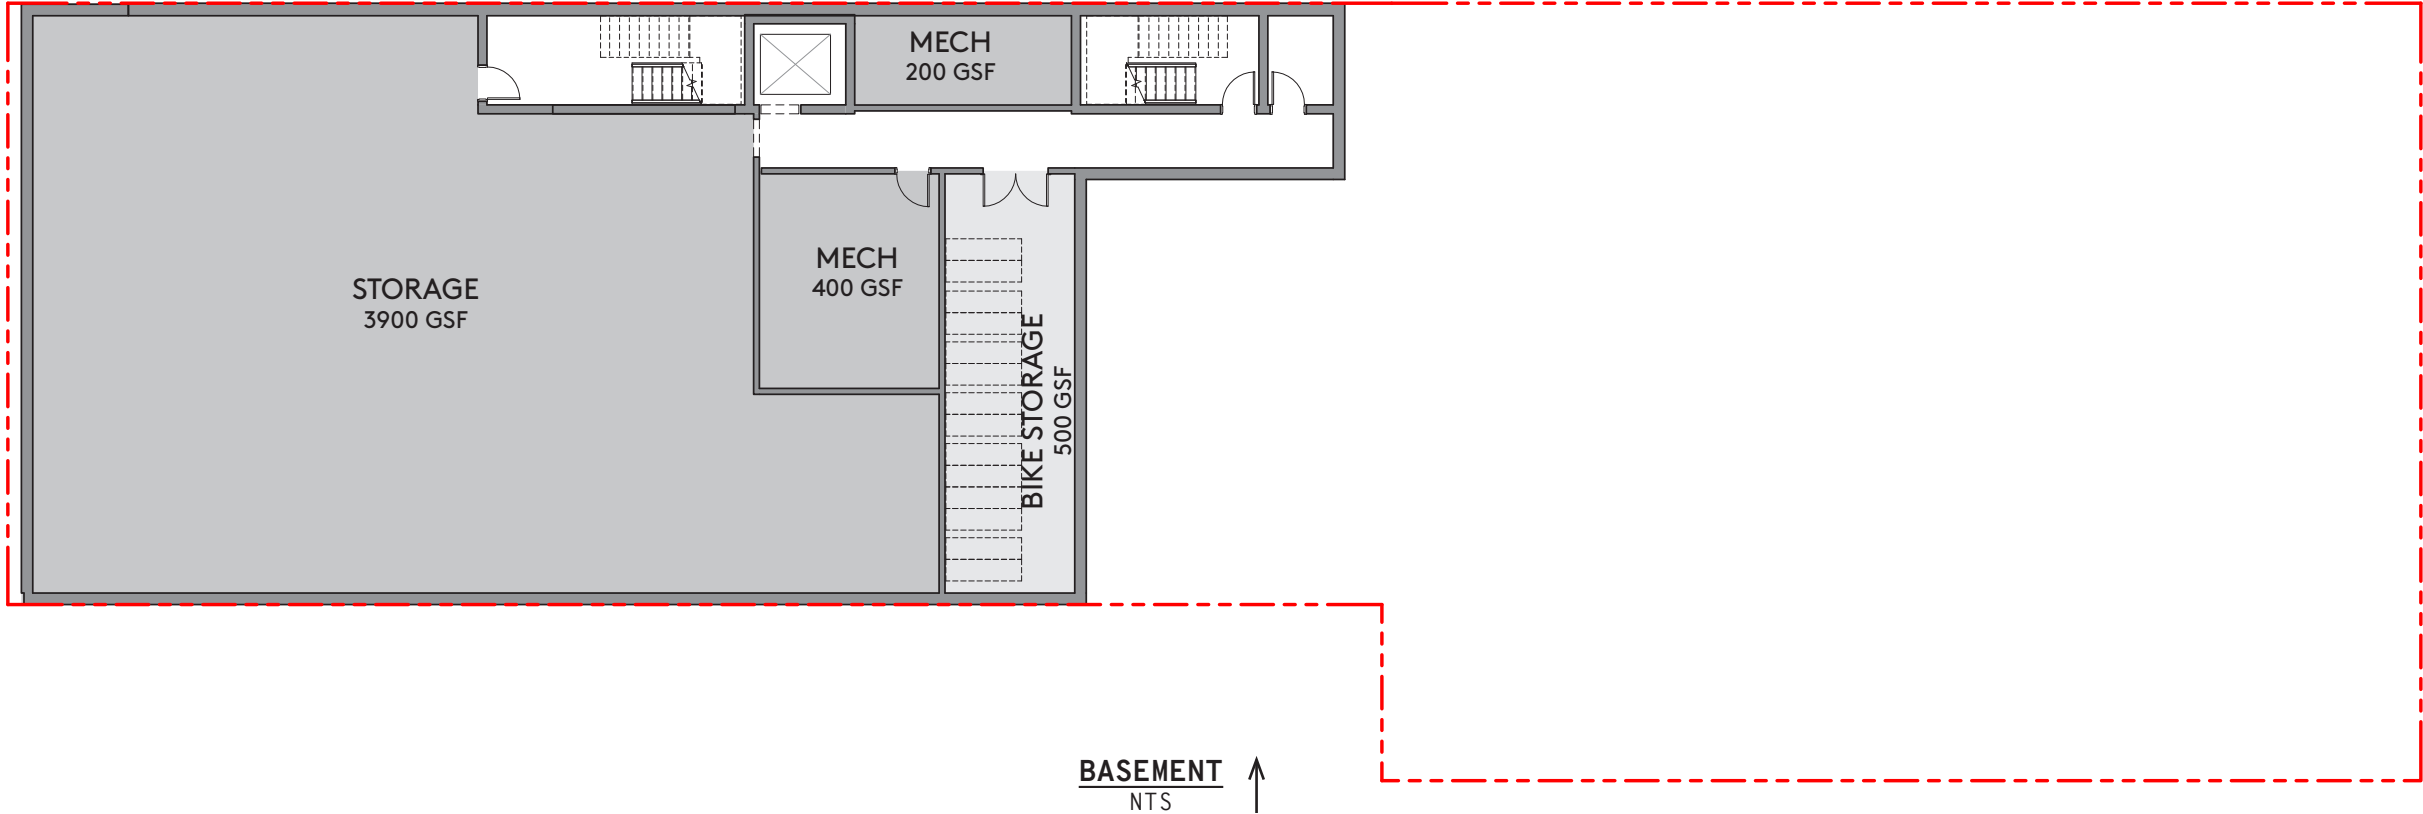 MECH
200 GSF
MECH
400 GSF
STORAGE
3900 GSF
BIKE STORAGE
500 GSF
BASEMENT
NTS